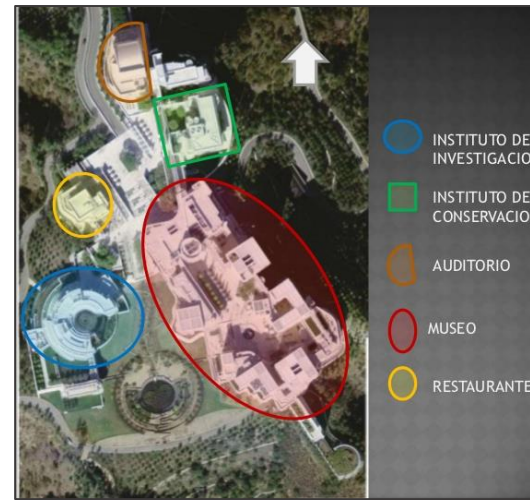 INSTITUTO DE
INVESTIGACIO
INSTITUTO DE
CONSERVACIO
AUDITORIO
MUSEO
RESTAURANTE